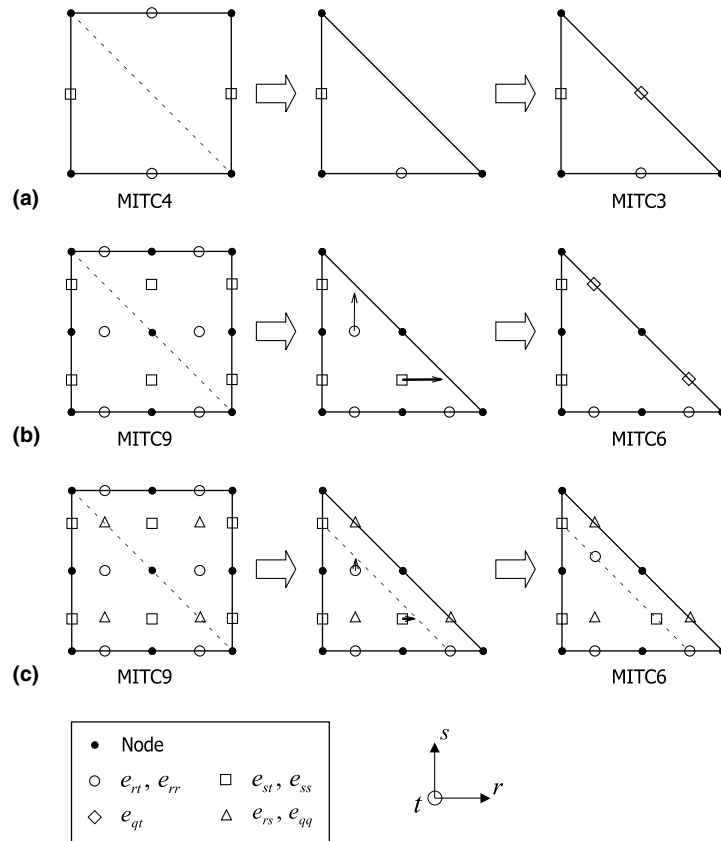 (a)
MITC4
MITC3
(b)
MITC9
MITC6
(c)
MITC9
MITC6
Node
e_rt, e_rr
e_st, e_ss
e_qt
e_rs, e_qq
s
t
r